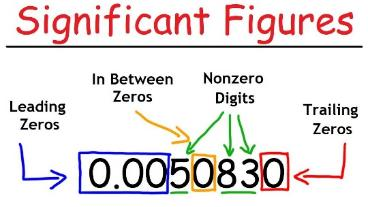 Significant Figures
In Between
Zeros
Nonzero
Digits
Leading
Zeros
Trailing
Zeros
0.0050830